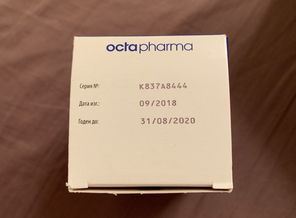 octapharma
Серия №: K837A8444
Дата изг.: 09/2018
Годен до: 31/08/2020